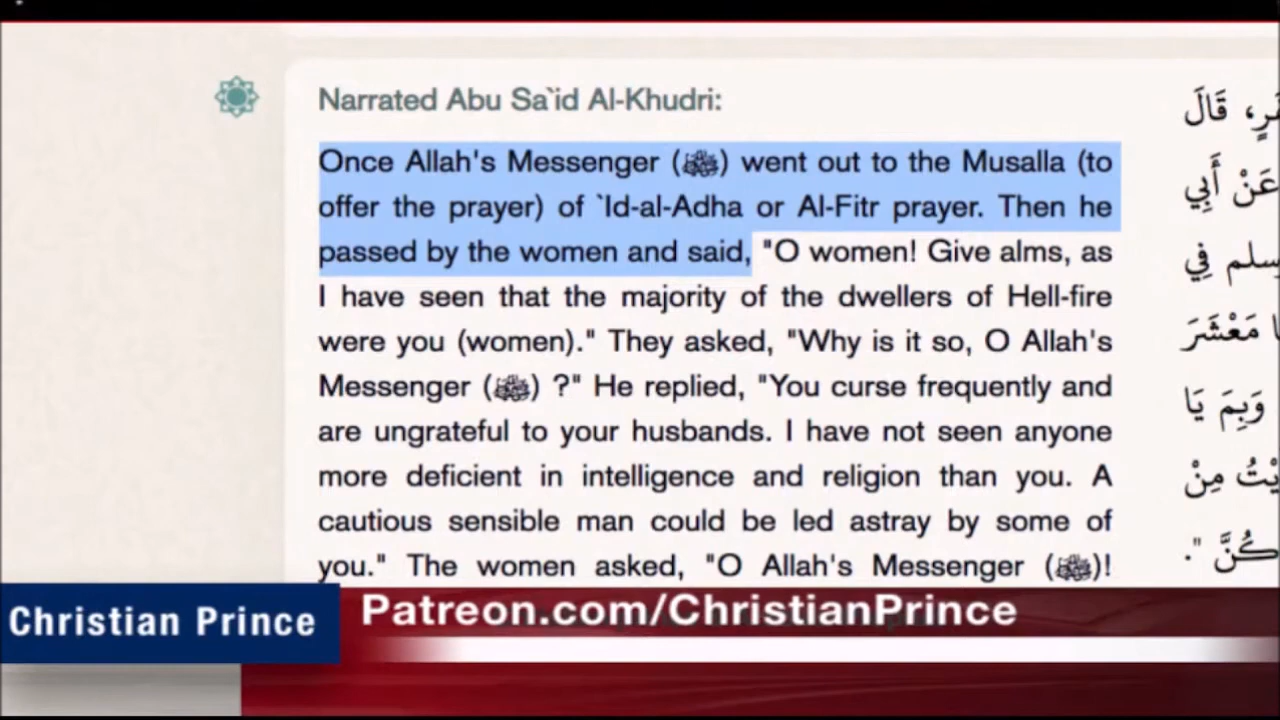 Narrated Abu Sa`id Al-Khudri:
Once Allah's Messenger (ﷺ) went out to the Musalla (to
offer the prayer) of `Id-al-Adha or Al-Fitr prayer. Then he
passed by the women and said, "O women! Give alms, as
I have seen that the majority of the dwellers of Hell-fire
were you (women)." They asked, "Why is it so, O Allah's
Messenger (ﷺ) ?" He replied, "You curse frequently and
are ungrateful to your husbands. I have not seen anyone
more deficient in intelligence and religion than you. A
cautious sensible man could be led astray by some of
you." The women asked, "O Allah's Messenger (ﷺ)!
قَالَ
عَنْ أَبِي
فِي
مَعْشَرَ
وَبِمَ يَا
مِنْ
Christian Prince
Patreon.com/ChristianPrince